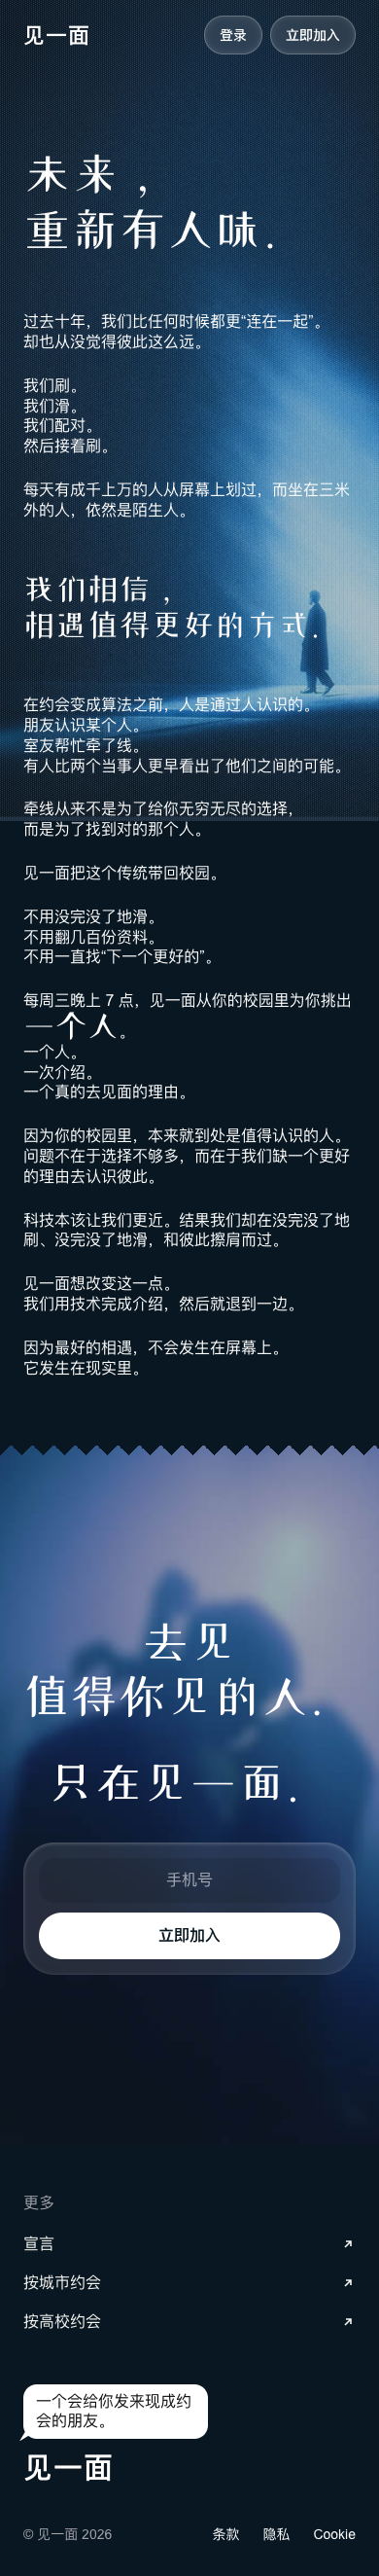 见一面
登录
立即加入
未来，
重新有人味.
过去十年，我们比任何时候都更“连在一起”。
却也从没觉得彼此这么远。
我们刷。
我们滑。
我们配对。
然后接着刷。
每天有成千上万的人从屏幕上划过，而坐在三米
外的人，依然是陌生人。
我们相信，
相遇值得更好的方式.
在约会变成算法之前，人是通过人认识的。
朋友认识某个人。
室友帮忙牵了线。
有人比两个当事人更早看出了他们之间的可能。
牵线从来不是为了给你无穷无尽的选择，
而是为了找到对的那个人。
见一面把这个传统带回校园。
不用没完没了地滑。
不用翻几百份资料。
不用一直找“下一个更好的”。
每周三晚上 7 点，见一面从你的校园里为你挑出
一个人。
一个人。
一次介绍。
一个真的去见面的理由。
因为你的校园里，本来就到处是值得认识的人。
问题不在于选择不够多，而在于我们缺一个更好
的理由去认识彼此。
科技本该让我们更近。结果我们却在没完没了地
刷、没完没了地滑，和彼此擦肩而过。
见一面想改变这一点。
我们用技术完成介绍，然后就退到一边。
因为最好的相遇，不会发生在屏幕上。
它发生在现实里。
去见
值得你见的人.
只在见一面.
手机号
立即加入
更多
宣言
按城市约会
按高校约会
一个会给你发来现成约
会的朋友。
见一面
© 见一面 2026
条款
隐私
Cookie